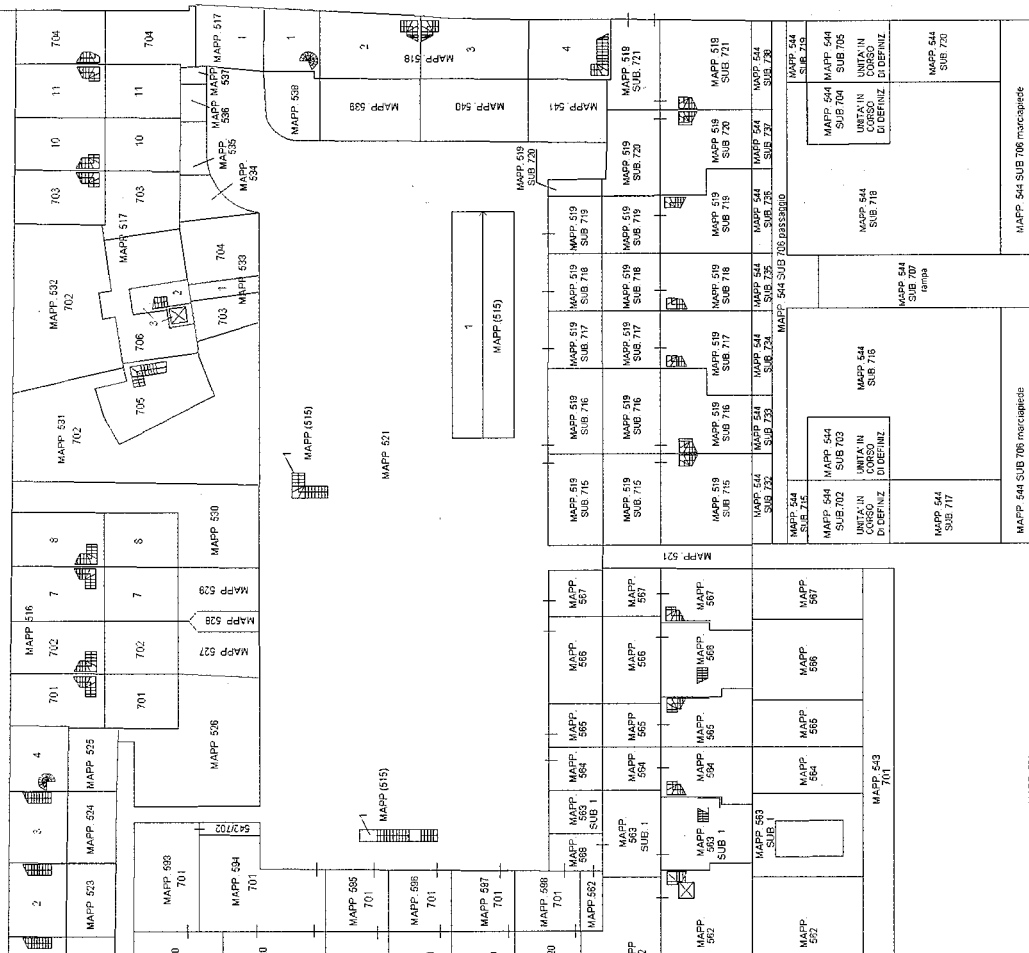 704
704
MAPP. 517
1
1
2
MAPP. 518
3
4
MAPP. 519
SUB. 721
MAPP. 519
SUB. 721
MAPP. 544
SUB. 738
MAPP. 544
SUB. 719
MAPP. 544
SUB 705
UNITA' IN
CORSO
DI DEFINIZ.
MAPP. 544
SUB. 720
11
11
MAPP. 537
MAPP. 536
MAPP. 538
MAPP. 539
MAPP. 540
MAPP. 541
MAPP. 544
SUB 704
UNITA' IN
CORSO
DI DEFINIZ
10
10
MAPP. 535
MAPP. 534
MAPP. 519
SUB 720
MAPP. 519
SUB. 720
MAPP. 519
SUB. 720
MAPP. 544
SUB. 737
703
703
MAPP. 517
MAPP. 519
SUB. 719
MAPP. 519
SUB. 719
MAPP. 519
SUB. 719
MAPP. 544
SUB. 736
MAPP. 544
SUB. 718
MAPP. 544 SUB 706 marciapiede
MAPP. 532
702
704
MAPP. 533
1
703
2
3
706
705
1
MAPP.(515)
MAPP. 519
SUB. 718
MAPP. 519
SUB. 718
MAPP. 519
SUB. 718
MAPP. 544
SUB. 735
MAPP. 544 SUB 706 passaggio
MAPP. 544
SUB. 707
rampa
MAPP. 519
SUB. 717
MAPP. 519
SUB. 717
MAPP. 519
SUB. 717
MAPP. 544
SUB. 734
MAPP. 544
SUB. 716
MAPP. 531
702
1
MAPP.(515)
MAPP. 521
MAPP. 519
SUB. 716
MAPP. 519
SUB. 716
MAPP. 519
SUB. 716
MAPP. 544
SUB 733
MAPP. 544
SUB 703
UNITA' IN
CORSO
DI DEFINIZ
MAPP. 519
SUB. 715
MAPP. 519
SUB. 715
MAPP. 519
SUB 715
MAPP. 544
SUB 732
MAPP. 544
SUB. 715
MAPP. 544
SUB.702
UNITA' IN
CORSO
DI DEFINIZ
MAPP. 544
SUB. 717
MAPP. 544 SUB 706 marciapiede
MAPP. 516
8
8
MAPP. 530
7
7
MAPP 529
MAPP 528
MAPP 527
702
702
701
701
MAPP. 526
MAPP. 521
MAPP.
567
MAPP.
567
MAPP.
567
MAPP.
567
MAPP.
566
MAPP.
566
MAPP.
566
MAPP.
566
MAPP.
565
MAPP.
565
MAPP.
565
MAPP.
565
MAPP.
564
MAPP.
564
MAPP.
564
MAPP.
564
MAPP. 543
701
4
MAPP. 525
3
MAPP. 524
2
MAPP. 523
542/702
MAPP. 593
701
MAPP. 594
701
1
MAPP.(515)
MAPP.
563
SUB 1
MAPP.
563
SUB. 1
MAPP.
563
SUB 1
MAPP. 563
SUB. 1
MAPP.
568
MAPP. 595
701
MAPP. 596
701
MAPP. 597
701
MAPP. 598
701
MAPP.562
MAPP.
562
MAPP.
562